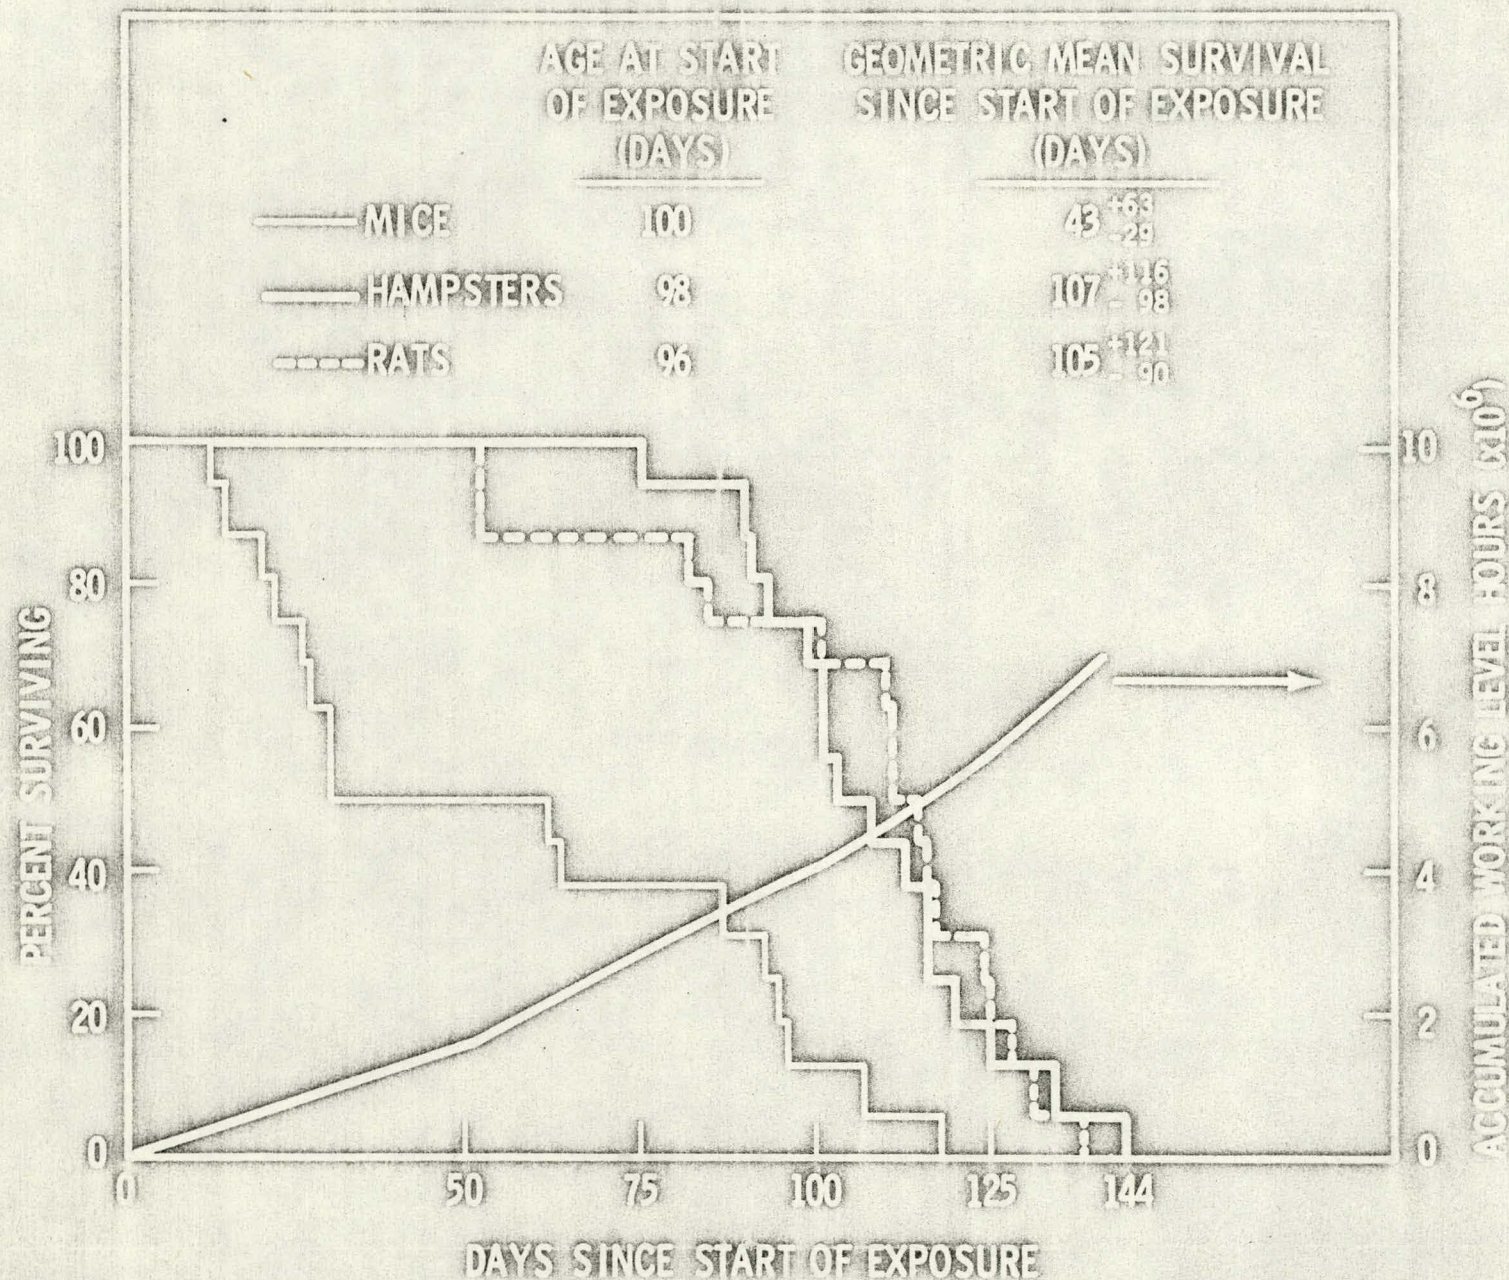 AGE AT START
OF EXPOSURE
(DAYS)
GEOMETRIC MEAN SURVIVAL
SINCE START OF EXPOSURE
(DAYS)
MICE 100 43 +63 -29
HAMPSTERS 98 107 +116 - 98
RATS 96 105 +121 - 90
100
80
60
40
20
0
PERCENT SURVIVING
10
8
6
4
2
0
ACCUMULATED WORKING LEVEL HOURS (x10⁶)
0 50 75 100 125 144
DAYS SINCE START OF EXPOSURE